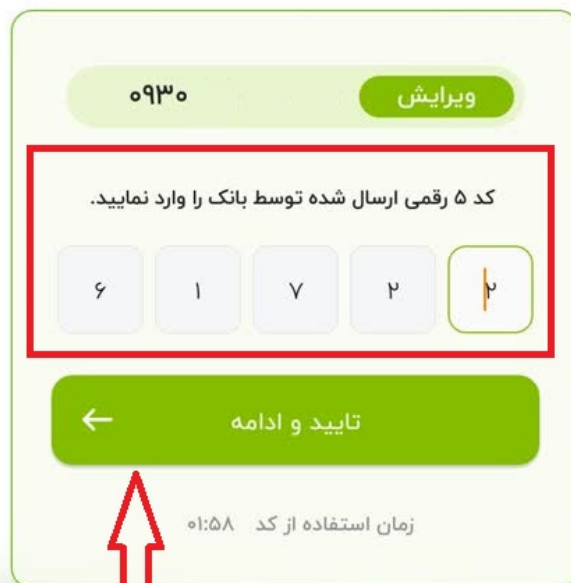 ویرایش ۰۹۳۰
کد ۵ رقمی ارسال شده توسط بانک را وارد نمایید.
۶ ۱ ۷ ۲ ۲
تایید و ادامه
زمان استفاده از کد ۰۱:۵۸